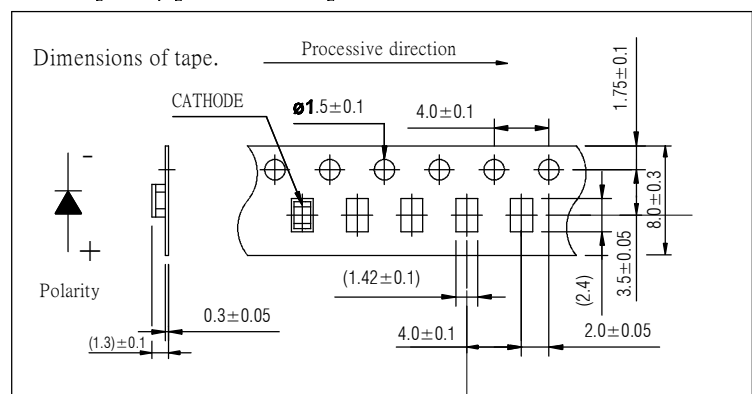 Dimensions of tape.
Processive direction
1.75±0.1
CATHODE
ø1.5±0.1
4.0±0.1
-
+
Polarity
8.0±0.3
3.5±0.05
(2.4)
(1.42±0.1)
0.3±0.05
(1.3)±0.1
4.0±0.1
2.0±0.05